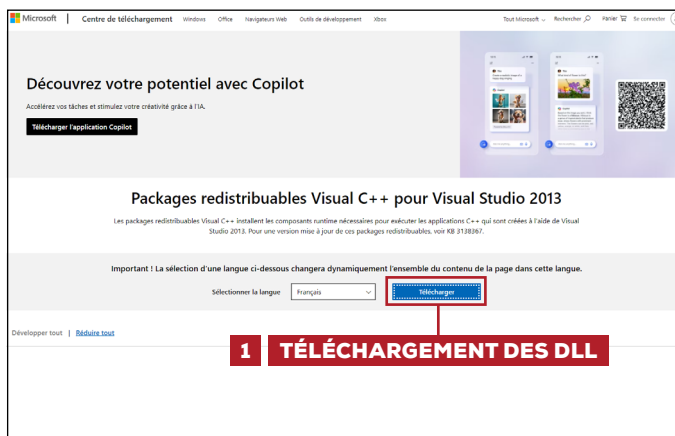 Microsoft | Centre de téléchargement Windows Office Navigateurs Web Outils de développement Xbox Tout Microsoft Rechercher Panier Se connecter
Découvrez votre potentiel avec Copilot
Accélérez vos tâches et stimulez votre créativité grâce à l'IA.
Télécharger l'application Copilot
Packages redistribuables Visual C++ pour Visual Studio 2013
Les packages redistribuables Visual C++ installent les composants runtime nécessaires pour exécuter les applications C++ qui sont créées à l'aide de Visual
Studio 2013. Pour une version mise à jour de ces packages redistribuables, voir KB 3138367.
Important ! La sélection d'une langue ci-dessous changera dynamiquement l'ensemble du contenu de la page dans cette langue.
Sélectionner la langue Français Télécharger
Développer tout | Réduire tout
1 TÉLÉCHARGEMENT DES DLL